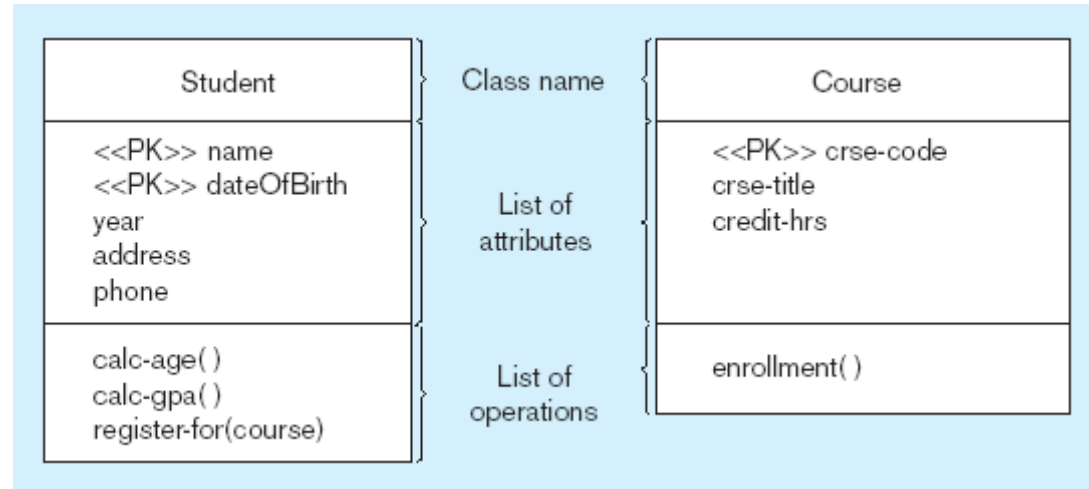 Student
<<PK>> name
<<PK>> dateOfBirth
year
address
phone
calc-age( )
calc-gpa( )
register-for(course)
Class name
List of
attributes
List of
operations
Course
<<PK>> crse-code
crse-title
credit-hrs
enrollment( )